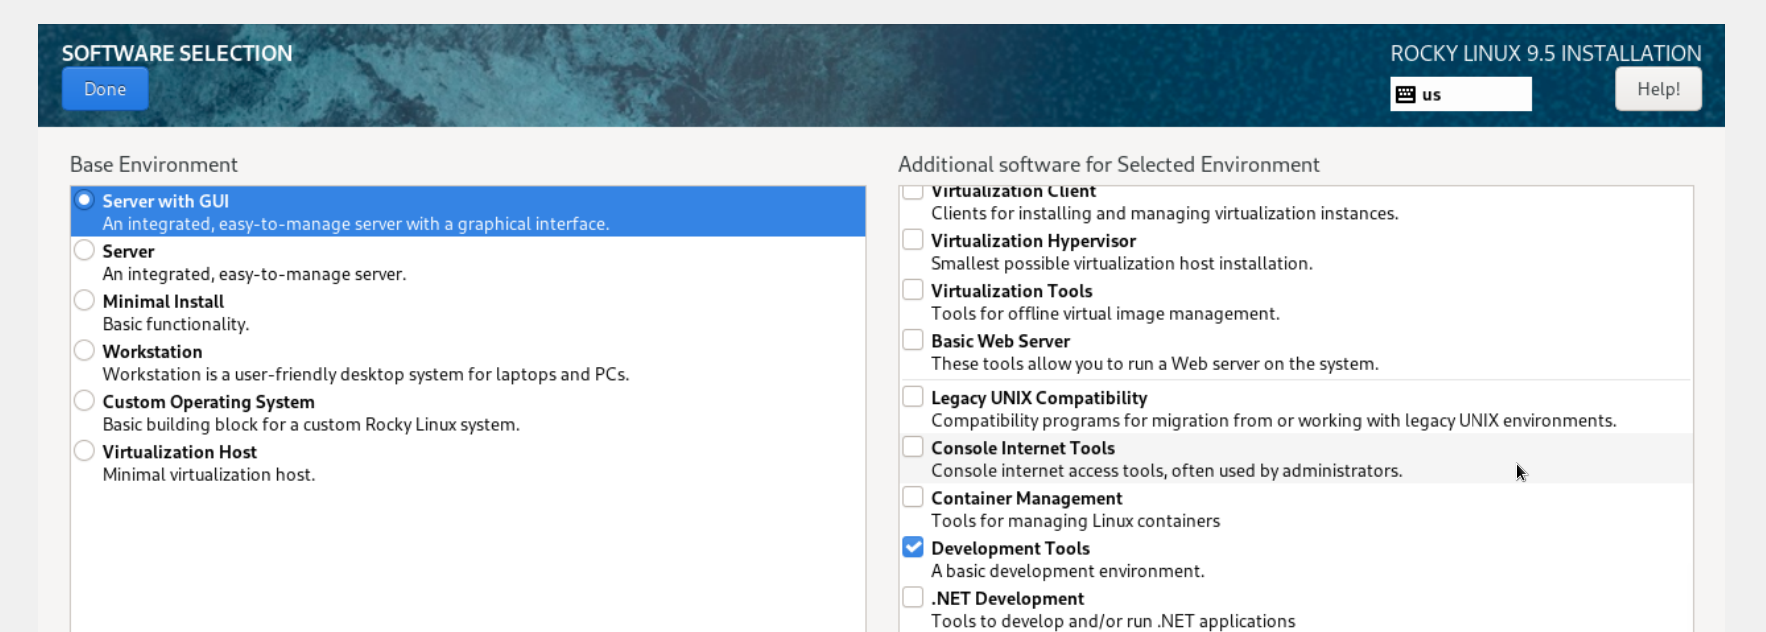 SOFTWARE SELECTION
Done
ROCKY LINUX 9.5 INSTALLATION
us
Help!
Base Environment
Server with GUI
An integrated, easy-to-manage server with a graphical interface.
Server
An integrated, easy-to-manage server.
Minimal Install
Basic functionality.
Workstation
Workstation is a user-friendly desktop system for laptops and PCs.
Custom Operating System
Basic building block for a custom Rocky Linux system.
Virtualization Host
Minimal virtualization host.
Additional software for Selected Environment
Virtualization Client
Clients for installing and managing virtualization instances.
Virtualization Hypervisor
Smallest possible virtualization host installation.
Virtualization Tools
Tools for offline virtual image management.
Basic Web Server
These tools allow you to run a Web server on the system.
Legacy UNIX Compatibility
Compatibility programs for migration from or working with legacy UNIX environments.
Console Internet Tools
Console internet access tools, often used by administrators.
Container Management
Tools for managing Linux containers
Development Tools
A basic development environment.
.NET Development
Tools to develop and/or run .NET applications